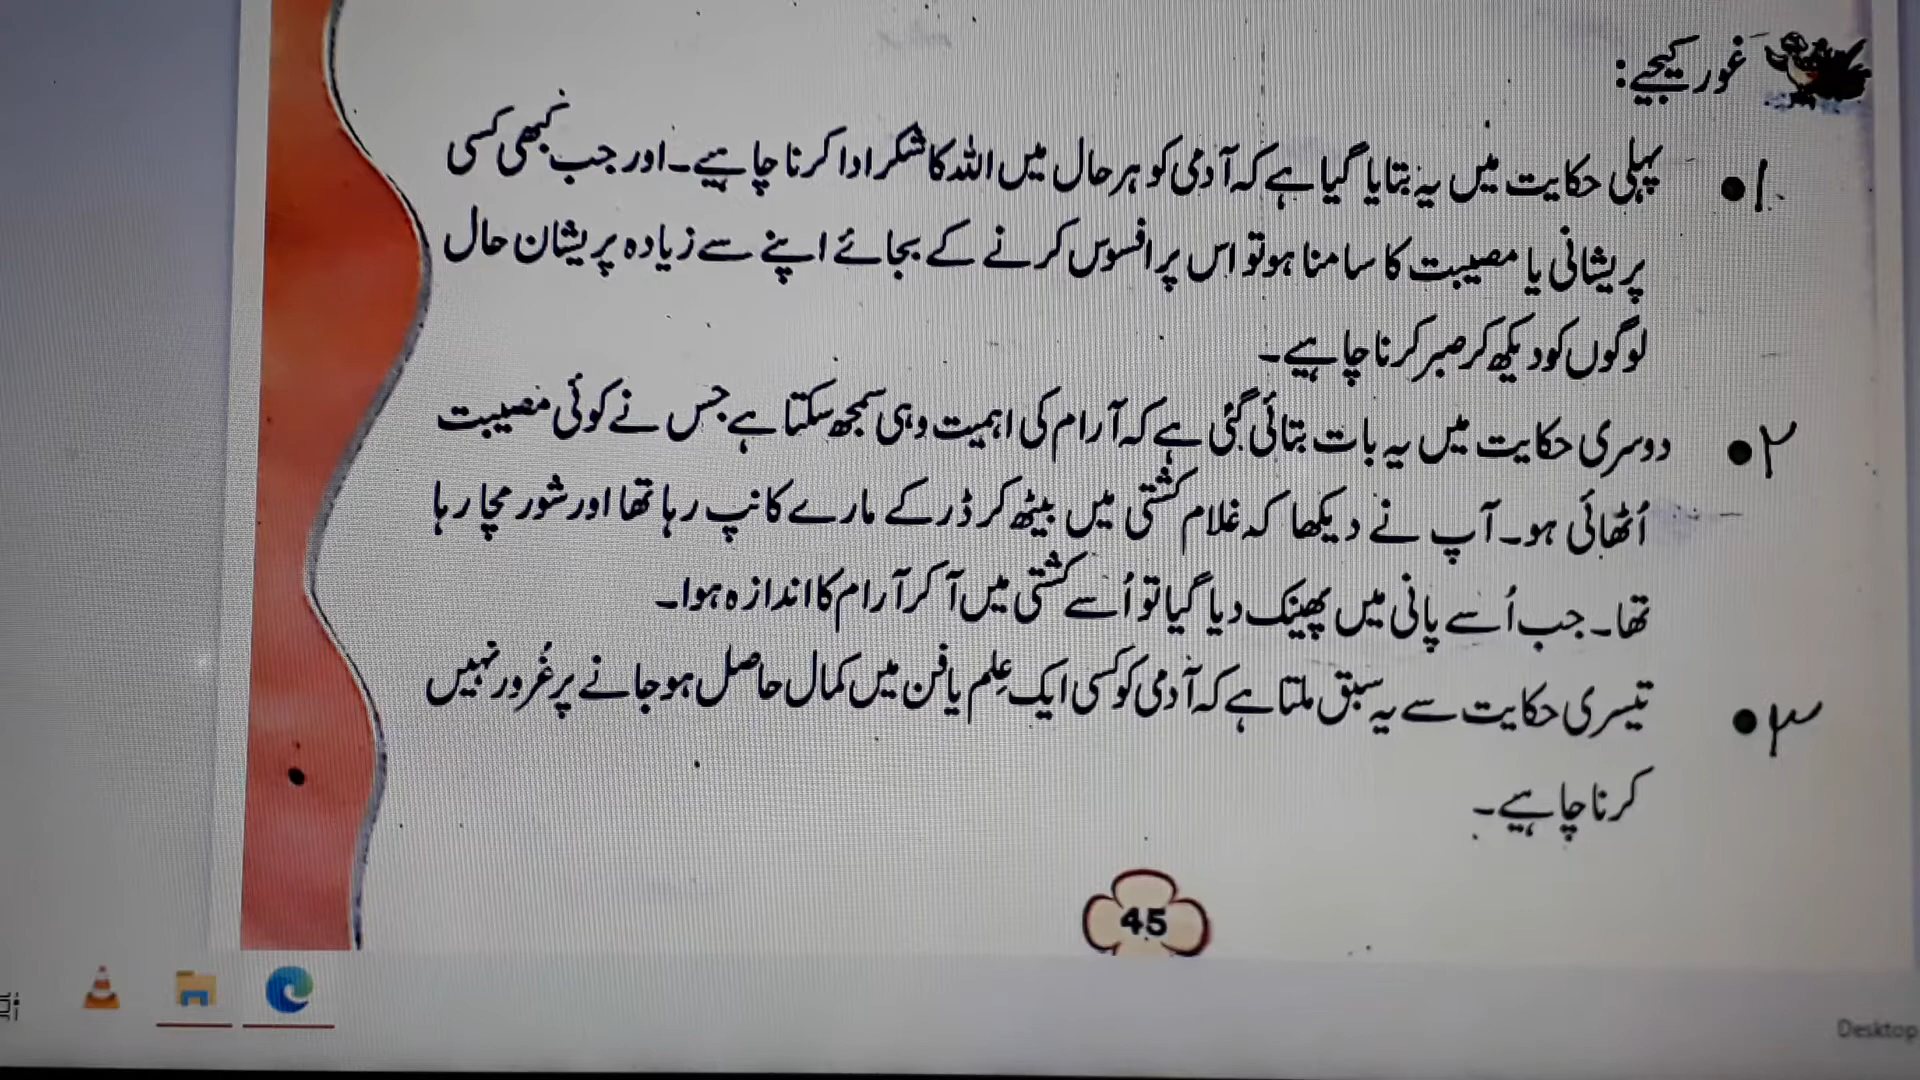 غور کیجیے:
۱● پہلی حکایت میں یہ بتایا گیا ہے کہ آدمی کو ہر حال میں اللہ کا شکر ادا کرنا چاہیے۔ اور جب کبھی کسی
پریشانی یا مصیبت کا سامنا ہو تو اس پر افسوس کرنے کے بجائے اپنے سے زیادہ پریشان حال
لوگوں کو دیکھ کر صبر کرنا چاہیے۔
۲● دوسری حکایت میں یہ بات بتائی گئی ہے کہ آرام کی اہمیت وہی سمجھ سکتا ہے جس نے کوئی مصیبت
اُٹھائی ہو۔ آپ نے دیکھا کہ غلام کشتی میں بیٹھ کر ڈر کے مارے کانپ رہا تھا اور شور مچا رہا
تھا۔ جب اُسے پانی میں پھینک دیا گیا تو اُسے کشتی میں آ کر آرام کا اندازہ ہوا۔
۳● تیسری حکایت سے یہ سبق ملتا ہے کہ آدمی کو کسی ایک عِلم یا فن میں کمال حاصل ہو جانے پر غُرور نہیں
کرنا چاہیے۔
45
Desktop